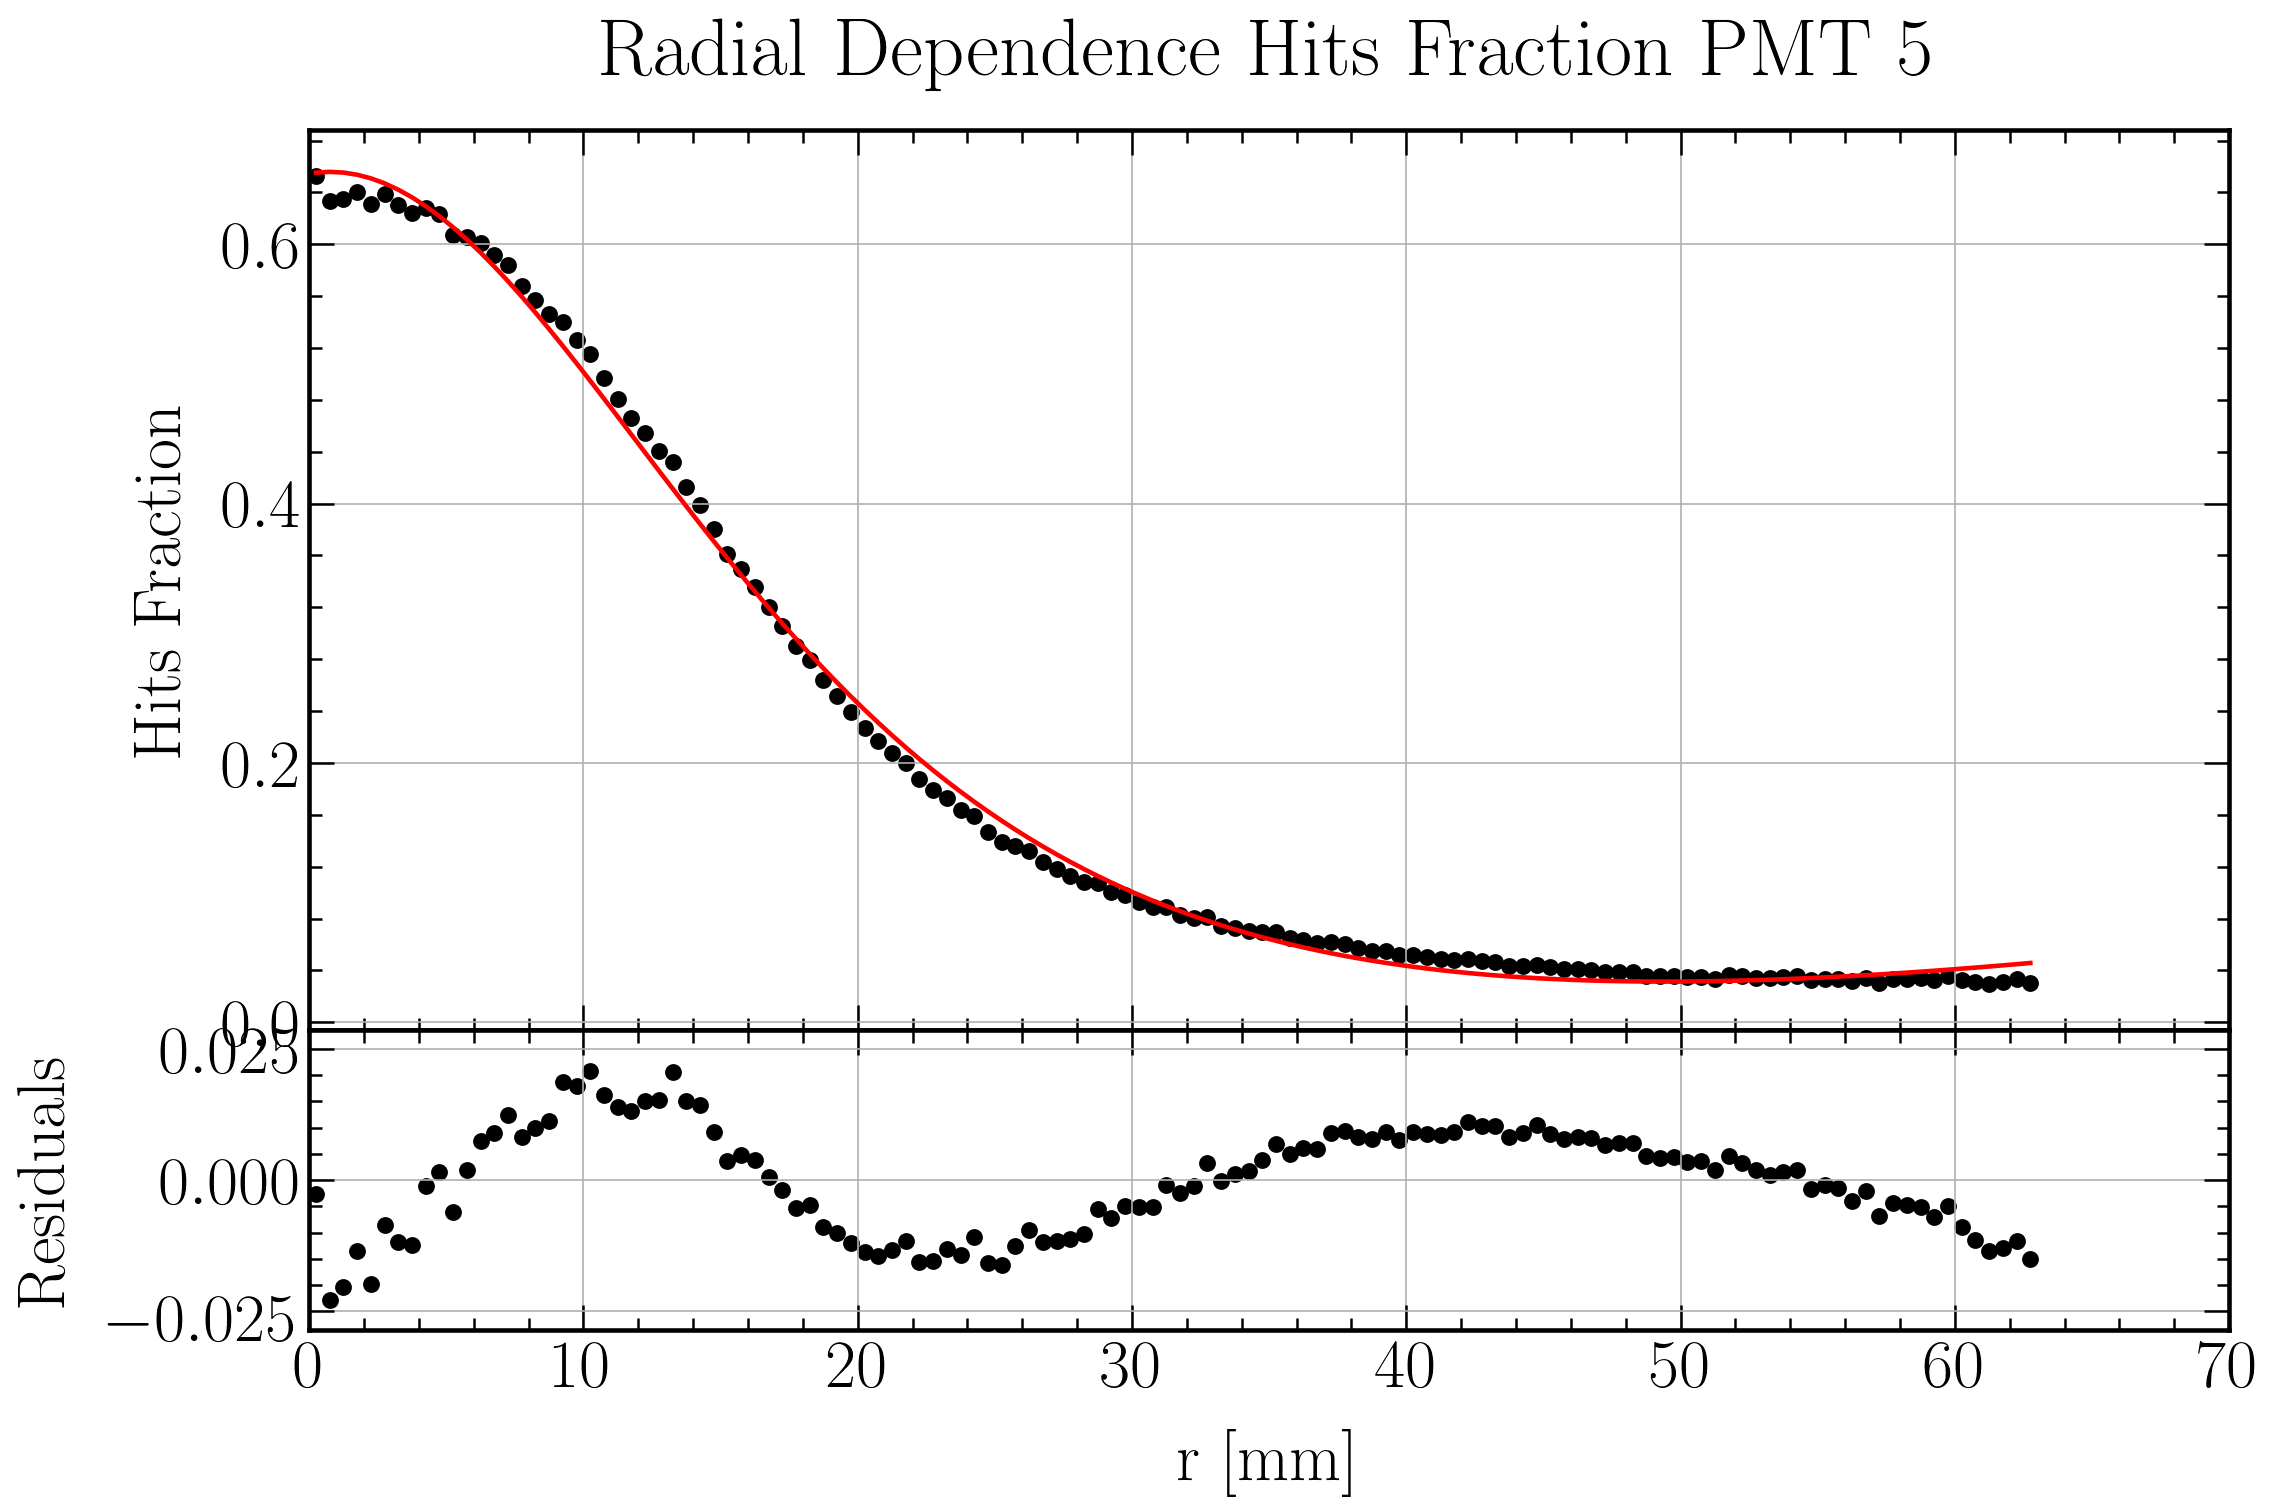 Radial Dependence Hits Fraction PMT 5
Hits Fraction
0.6
0.4
0.2
0.0
Residuals
0.025
0.000
−0.025
0 10 20 30 40 50 60 70
r [mm]